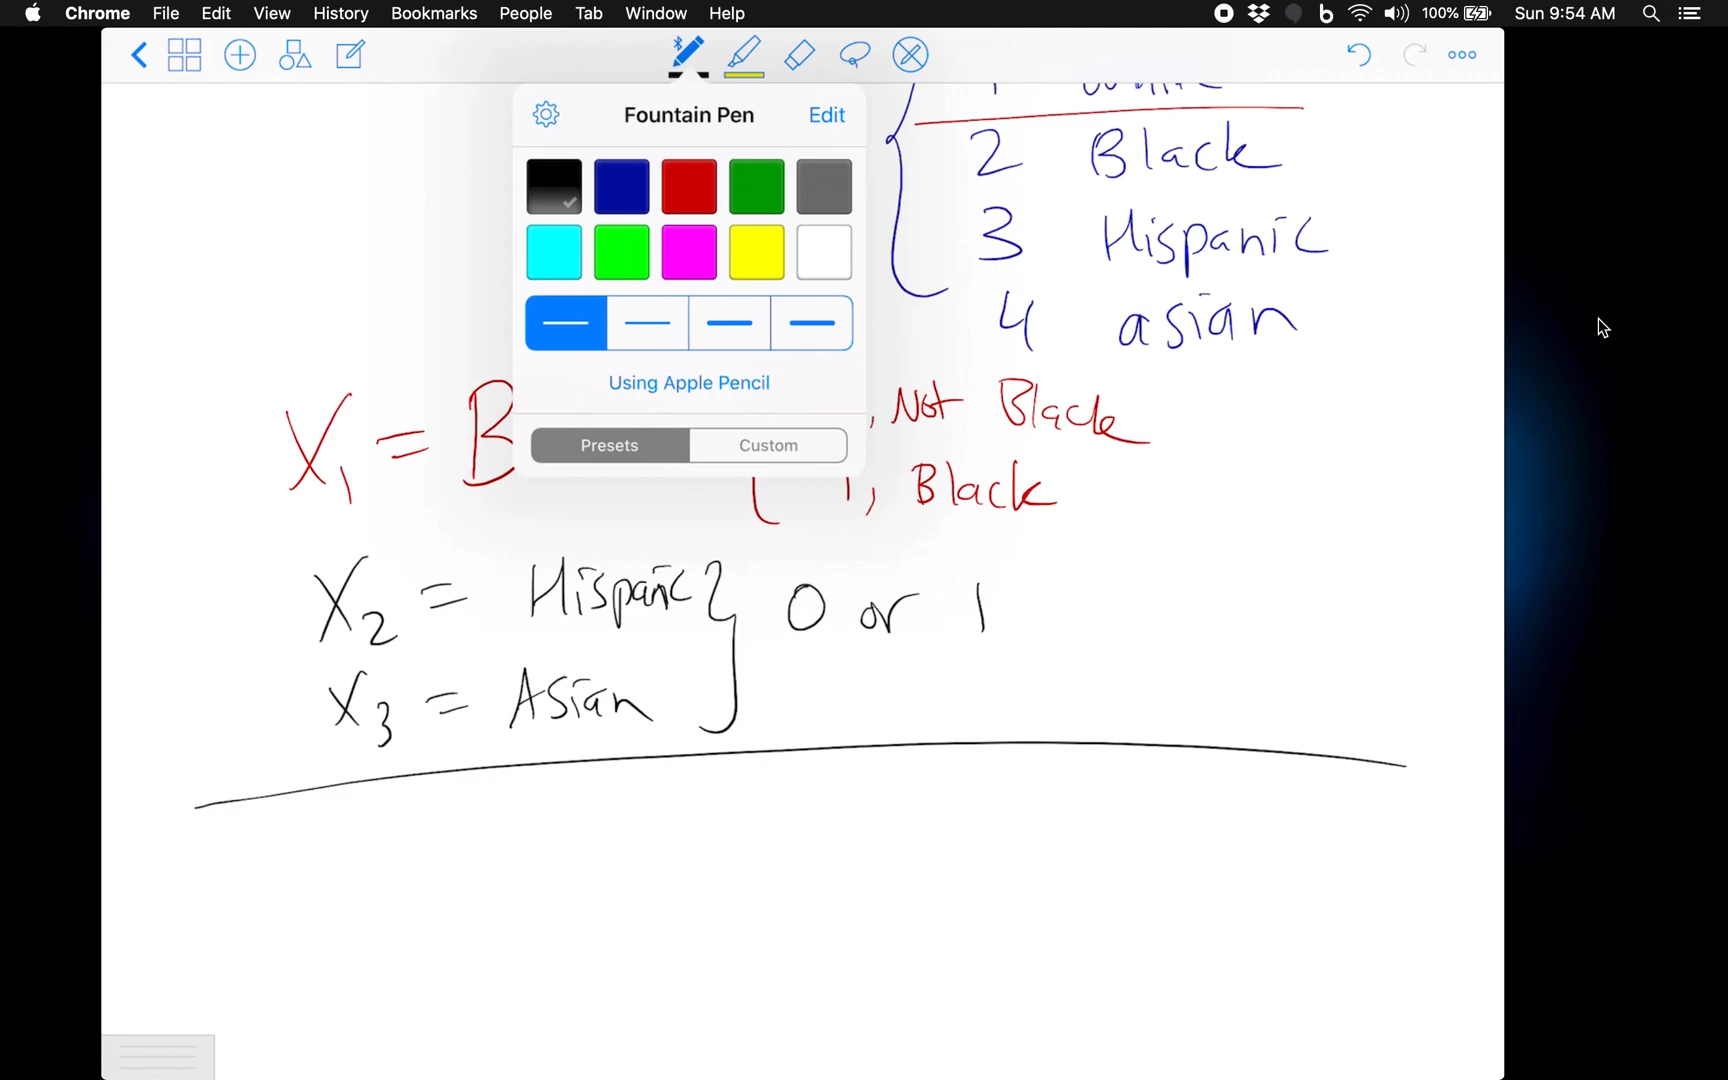 Chrome File Edit View History Bookmarks People Tab Window Help 100% Sun 9:54 AM
Fountain Pen Edit
2 Black
3 Hispanic
4 asian
Using Apple Pencil
Presets Custom
X1 = B , Not Black
1, Black
X2 = Hispanic } 0 or 1
X3 = Asian